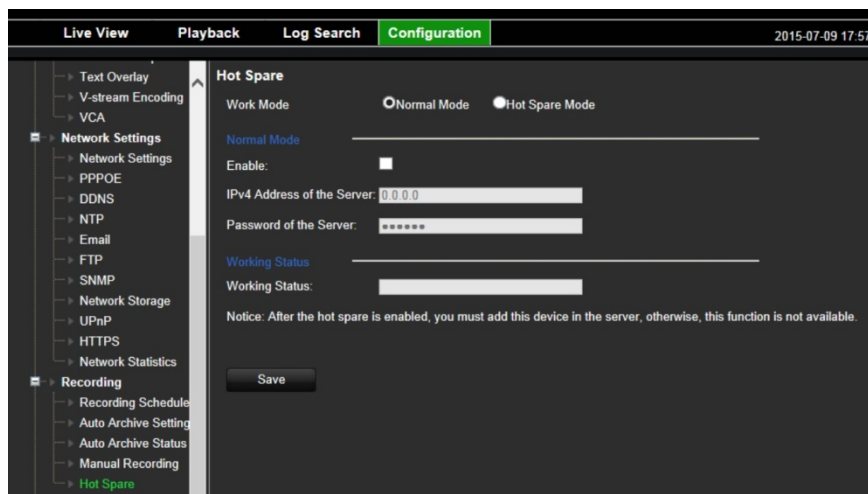 Live View Playback Log Search Configuration 2015-07-09 17:57
Text Overlay
V-stream Encoding
VCA
Network Settings
Network Settings
PPPOE
DDNS
NTP
Email
FTP
SNMP
Network Storage
UPnP
HTTPS
Network Statistics
Recording
Recording Schedule
Auto Archive Setting
Auto Archive Status
Manual Recording
Hot Spare
Hot Spare
Work Mode Normal Mode Hot Spare Mode
Normal Mode
Enable:
IPv4 Address of the Server: 0.0.0.0
Password of the Server: ••••••
Working Status
Working Status:
Notice: After the hot spare is enabled, you must add this device in the server, otherwise, this function is not available.
Save